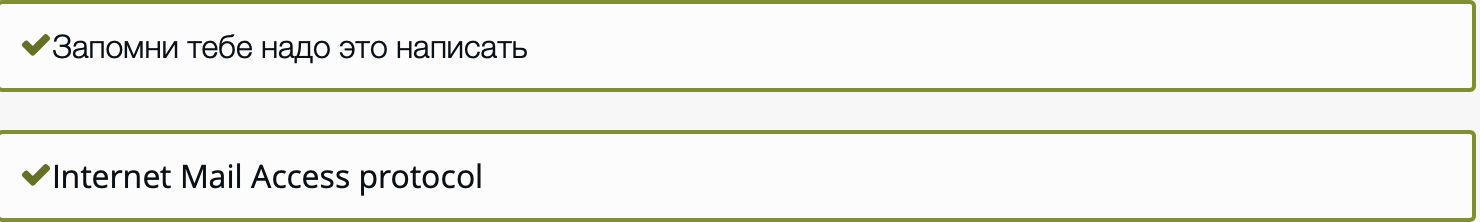 Запомни тебе надо это написать
Internet Mail Access protocol